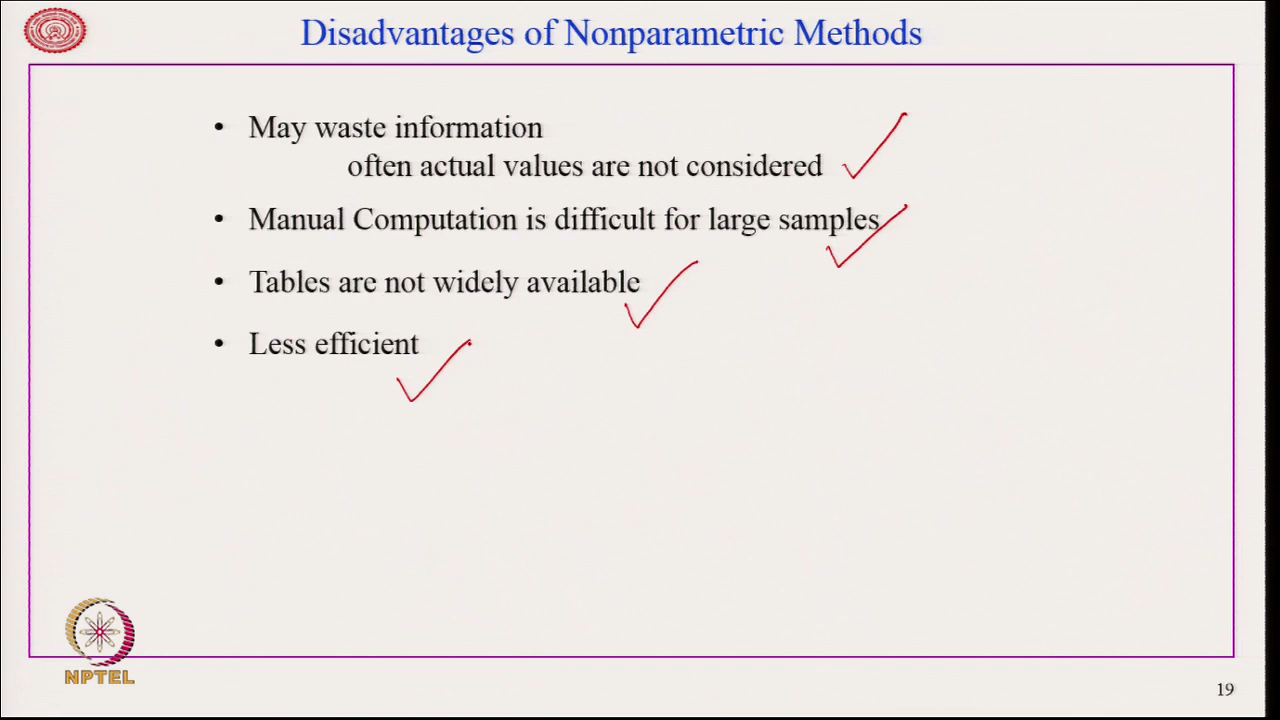 Disadvantages of Nonparametric Methods
• May waste information
often actual values are not considered
• Manual Computation is difficult for large samples
• Tables are not widely available
• Less efficient
NPTEL
19